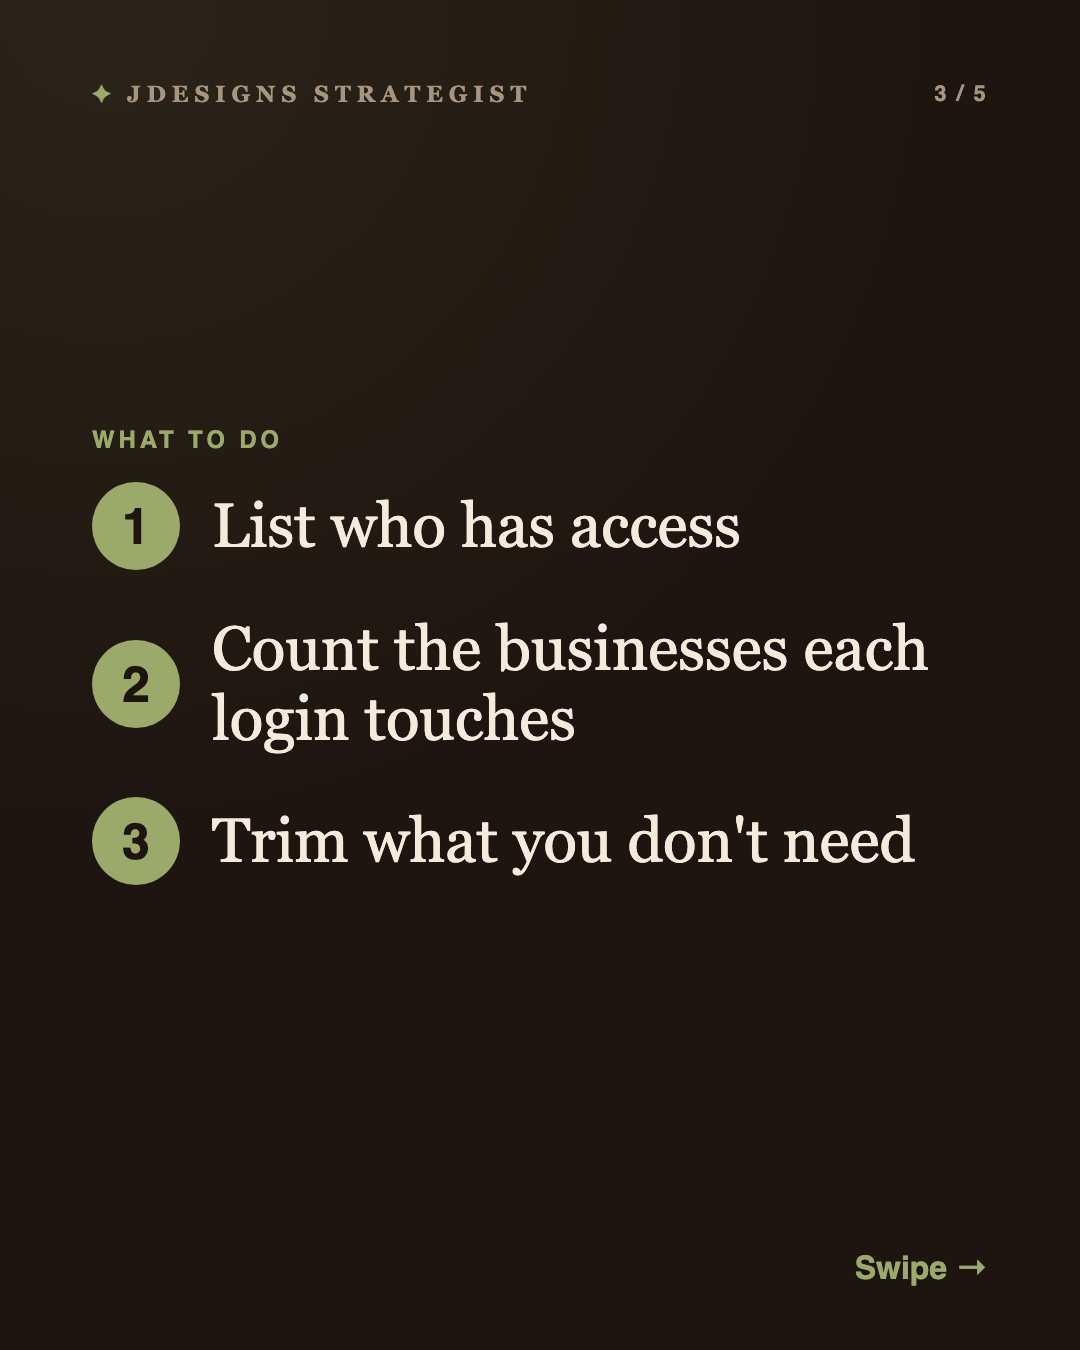 ✦ JDESIGNS STRATEGIST
3 / 5
WHAT TO DO
1 List who has access
2 Count the businesses each
login touches
3 Trim what you don't need
Swipe →